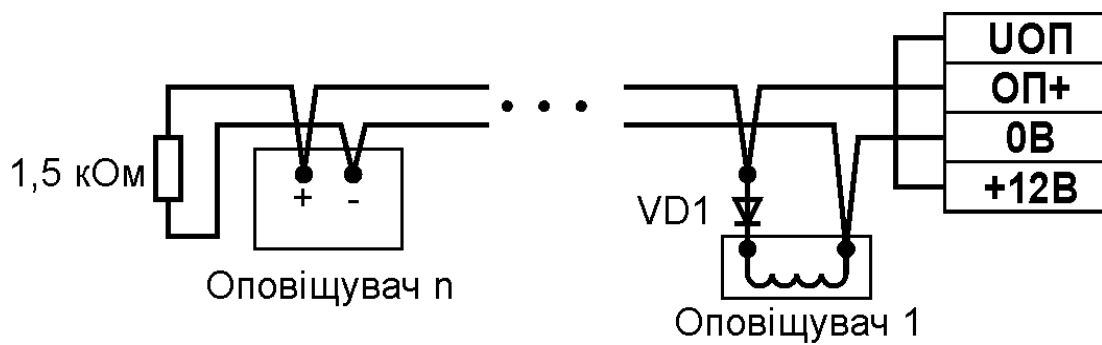 UОП
ОП+
0В
+12В
1,5 кОм
+ -
VD1
Оповіщувач n
Оповіщувач 1